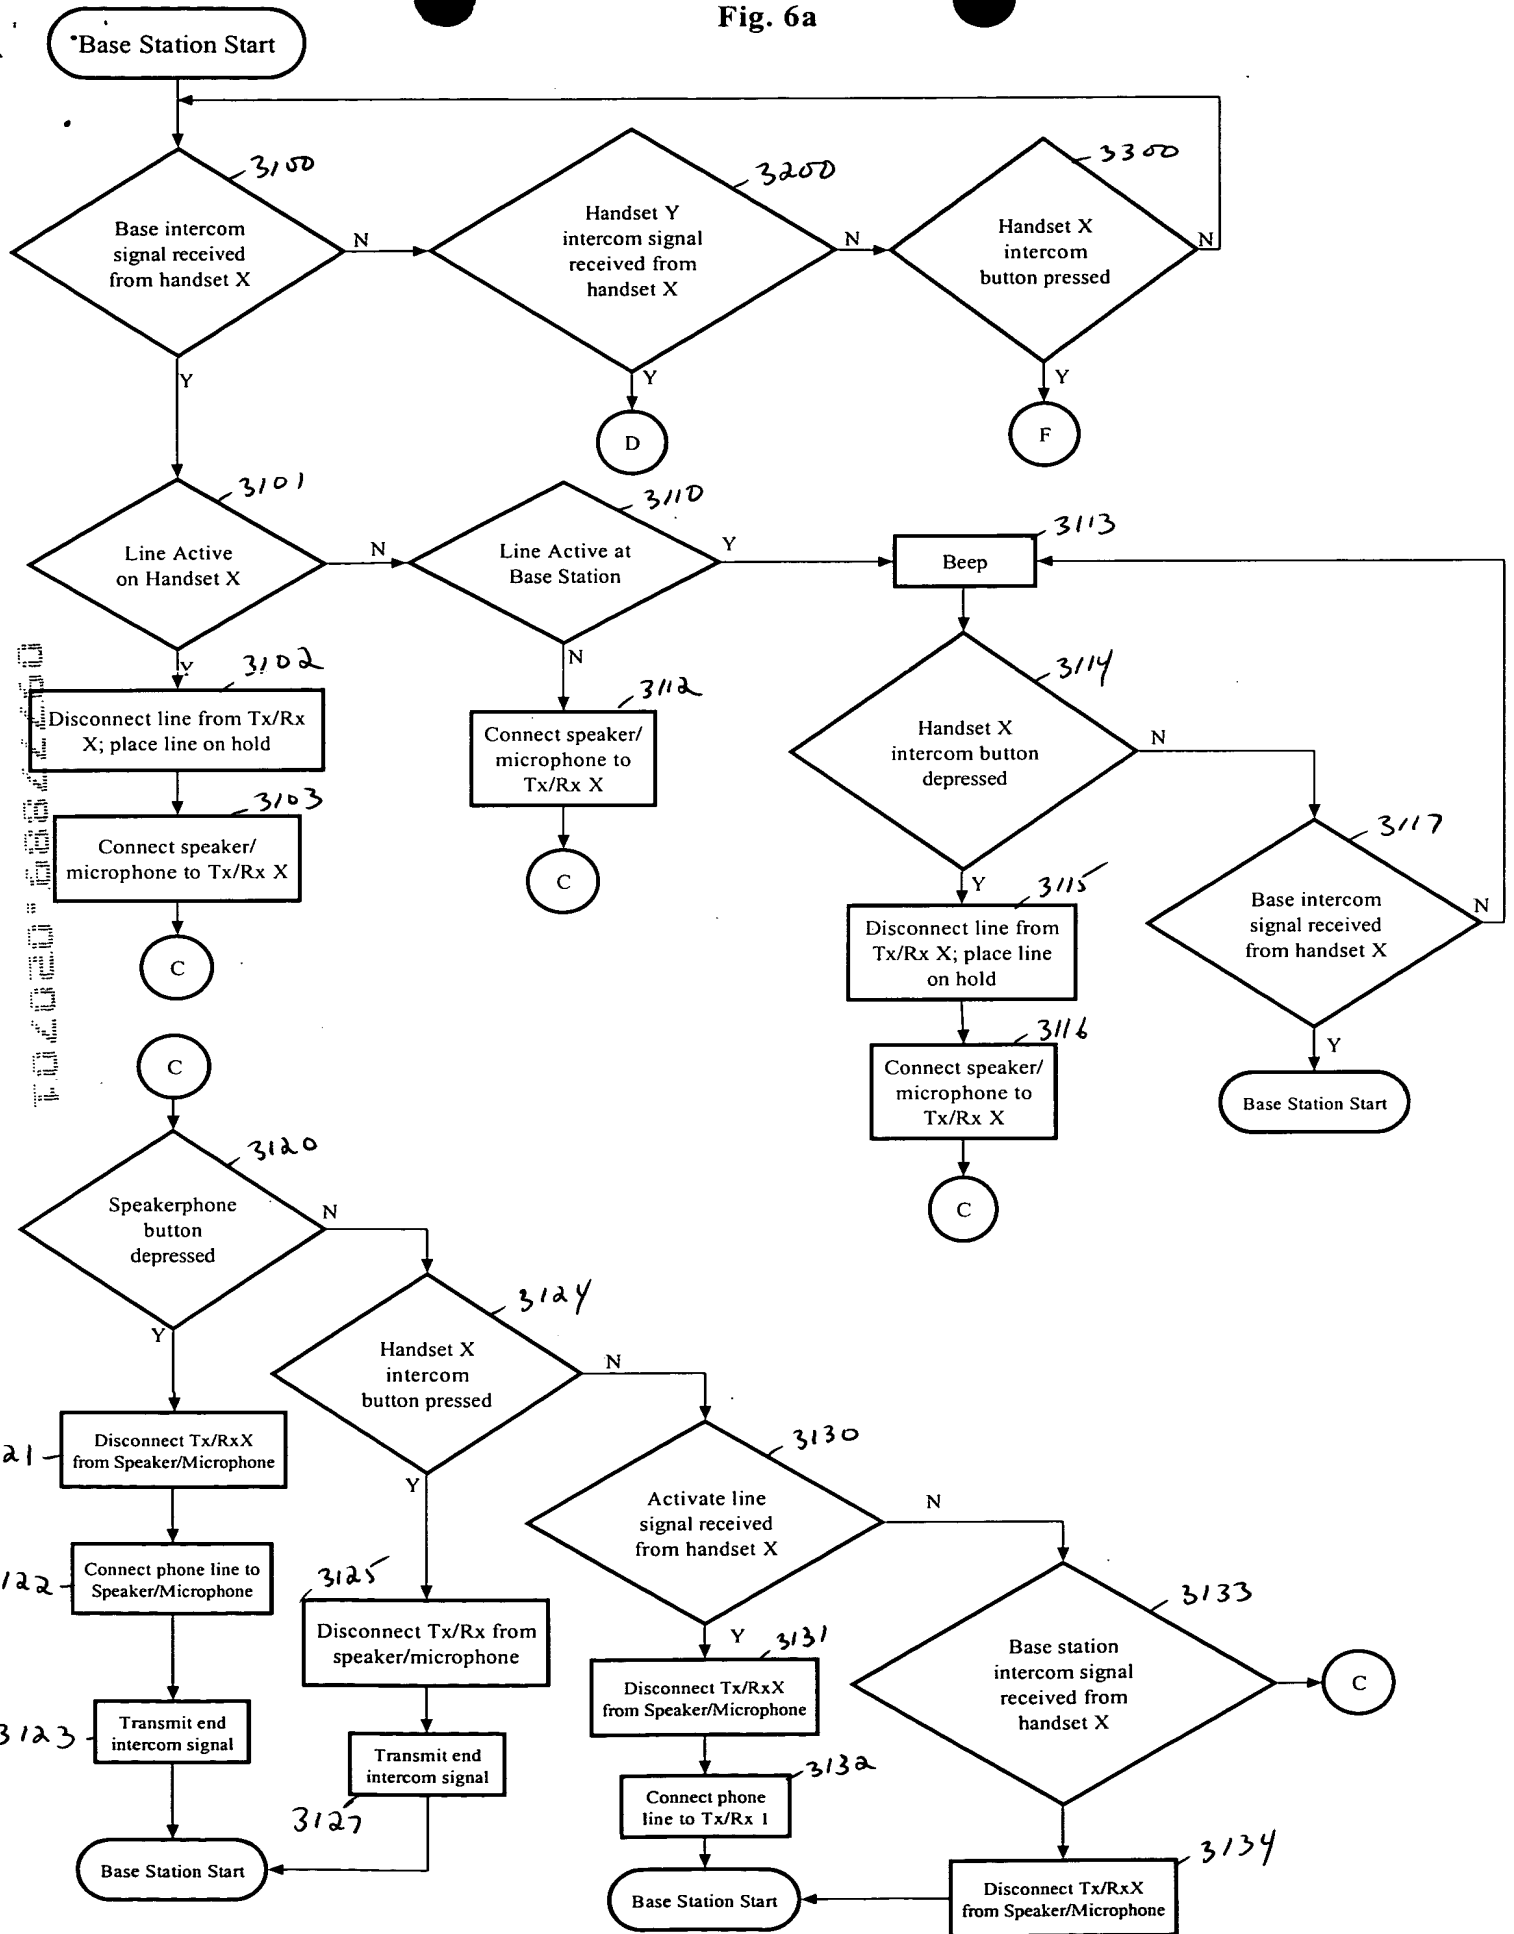 Fig. 6a
Base Station Start
3100
Base intercom
signal received
from handset X
N
Y
3200
Handset Y
intercom signal
received from
handset X
N
Y
D
3300
Handset X
intercom
button pressed
N
Y
F
3101
Line Active
on Handset X
N
Y
3110
Line Active at
Base Station
Y
N
3113
Beep
3102
Disconnect line from Tx/Rx
X; place line on hold
3112
Connect speaker/
microphone to
Tx/Rx X
C
3114
Handset X
intercom button
depressed
N
Y
3103
Connect speaker/
microphone to Tx/Rx X
C
3117
Base intercom
signal received
from handset X
N
Y
Base Station Start
3115
Disconnect line from
Tx/Rx X; place line
on hold
3116
Connect speaker/
microphone to
Tx/Rx X
C
C
3120
Speakerphone
button
depressed
N
Y
3124
Handset X
intercom
button pressed
N
Y
3130
Activate line
signal received
from handset X
N
Y
3133
Base station
intercom signal
received from
handset X
C
21
Disconnect Tx/RxX
from Speaker/Microphone
122
Connect phone line to
Speaker/Microphone
3123
Transmit end
intercom signal
Base Station Start
3125
Disconnect Tx/Rx from
speaker/microphone
Transmit end
intercom signal
3127
3131
Disconnect Tx/RxX
from Speaker/Microphone
3132
Connect phone
line to Tx/Rx 1
Base Station Start
3134
Disconnect Tx/RxX
from Speaker/Microphone